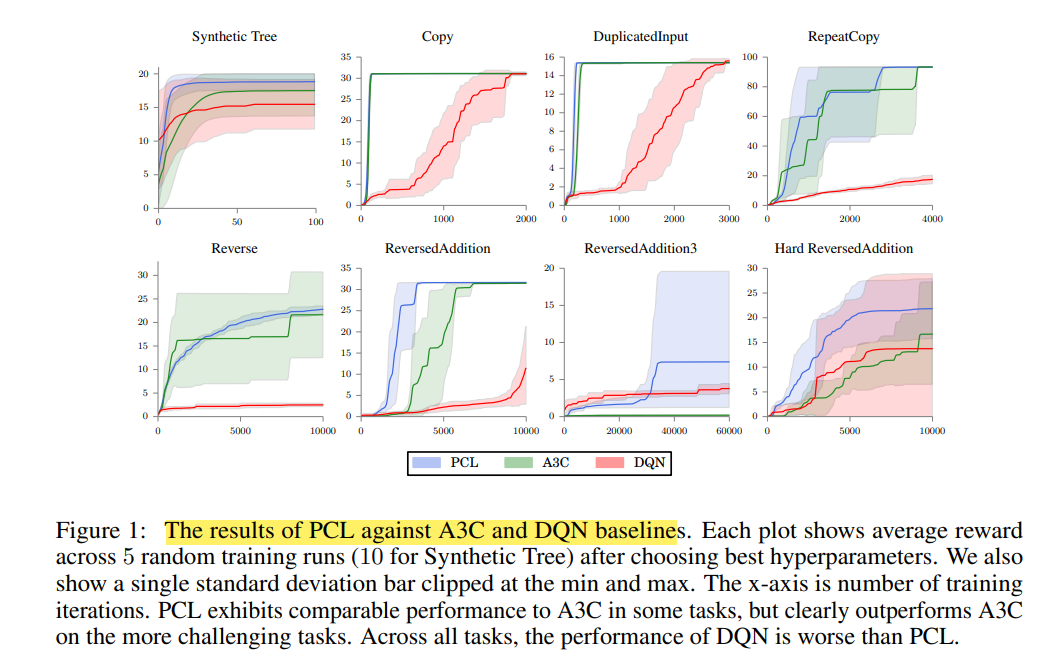 Synthetic Tree
Copy
DuplicatedInput
RepeatCopy
20
15
10
5
0
0 50 100
35
30
25
20
15
10
5
0
0 1000 2000
16
14
12
10
8
6
4
2
0
0 1000 2000 3000
100
80
60
40
20
0
0 2000 4000
Reverse
ReversedAddition
ReversedAddition3
Hard ReversedAddition
30
25
20
15
10
5
0
0 5000 10000
35
30
25
20
15
10
5
0
0 5000 10000
20
15
10
5
0
0 20000 40000 60000
30
25
20
15
10
5
0
0 5000 10000
PCL A3C DQN
Figure 1: The results of PCL against A3C and DQN baselines. Each plot shows average reward
across 5 random training runs (10 for Synthetic Tree) after choosing best hyperparameters. We also
show a single standard deviation bar clipped at the min and max. The x-axis is number of training
iterations. PCL exhibits comparable performance to A3C in some tasks, but clearly outperforms A3C
on the more challenging tasks. Across all tasks, the performance of DQN is worse than PCL.